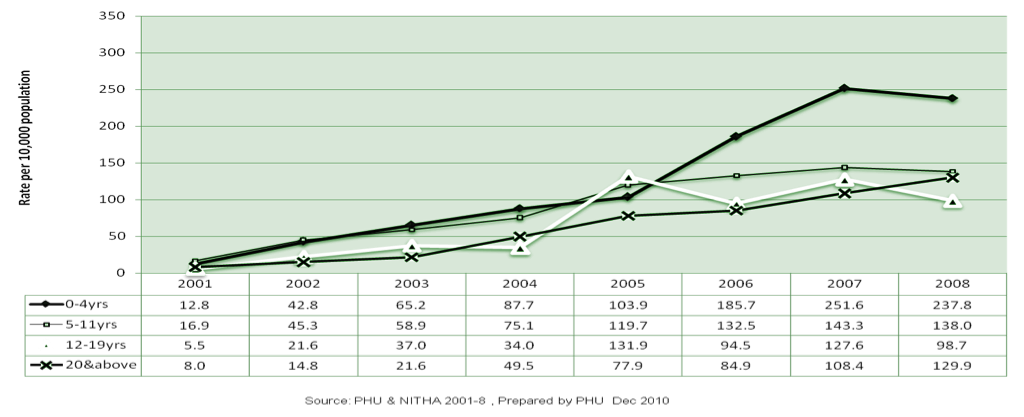 Rate per 10,000 population
350
300
250
200
150
100
50
0
2001 2002 2003 2004 2005 2006 2007 2008
0-4yrs 12.8 42.8 65.2 87.7 103.9 185.7 251.6 237.8
5-11yrs 16.9 45.3 58.9 75.1 119.7 132.5 143.3 138.0
12-19yrs 5.5 21.6 37.0 34.0 131.9 94.5 127.6 98.7
20&above 8.0 14.8 21.6 49.5 77.9 84.9 108.4 129.9
Source: PHU & NITHA 2001-8 , Prepared by PHU Dec 2010